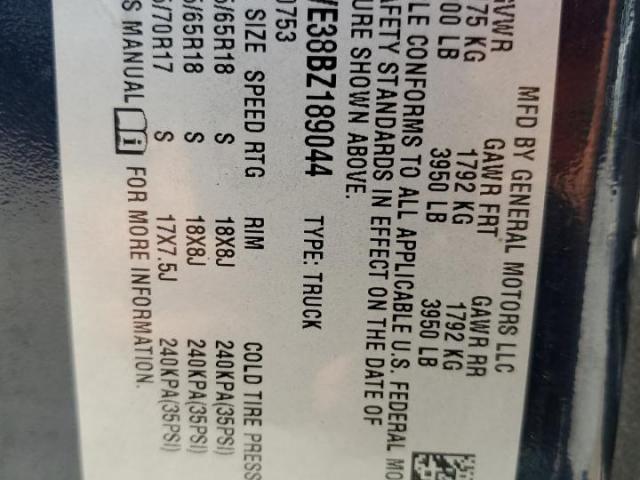 MFD BY GENERAL MOTORS LLC
GVWR GAWR FRT GAWR RR
75 KG 1792 KG 1792 KG
00 LB 3950 LB 3950 LB
LE CONFORMS TO ALL APPLICABLE U.S. FEDERAL MO
AFETY STANDARDS IN EFFECT ON THE DATE OF
URE SHOWN ABOVE.
VE38BZ189044 TYPE: TRUCK
0753
SIZE SPEED RTG RIM COLD TIRE PRESS
5/65R18 S 18X8J 240KPA(35PSI)
5/65R18 S 18X8J 240KPA(35PSI)
5/70R17 S 17X7.5J 240KPA(35PSI)
'S MANUAL FOR MORE INFORMATION.